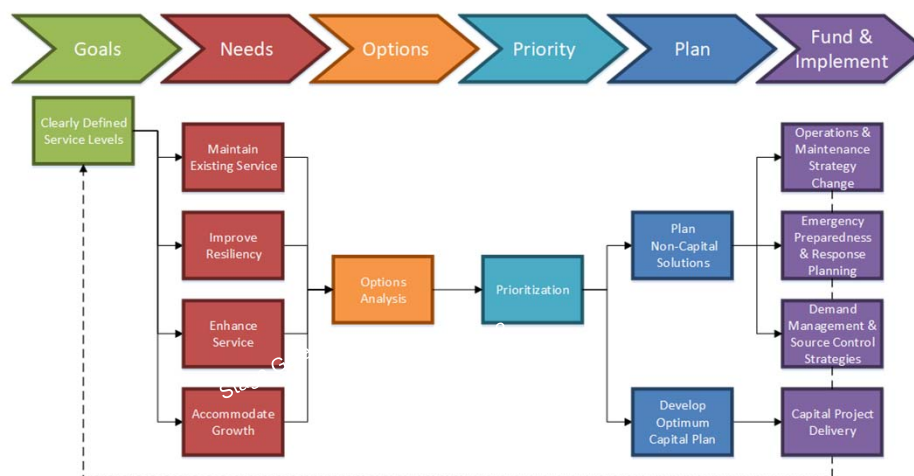 Goals
Needs
Options
Priority
Plan
Fund &
Implement
Clearly Defined
Service Levels
Maintain
Existing Service
Improve
Resiliency
Enhance
Service
Accommodate
Growth
Options
Analysis
Prioritization
Plan
Non-Capital
Solutions
Develop
Optimum
Capital Plan
Operations &
Maintenance
Strategy
Change
Emergency
Preparedness
& Response
Planning
Demand
Management &
Source Control
Strategies
Capital Project
Delivery